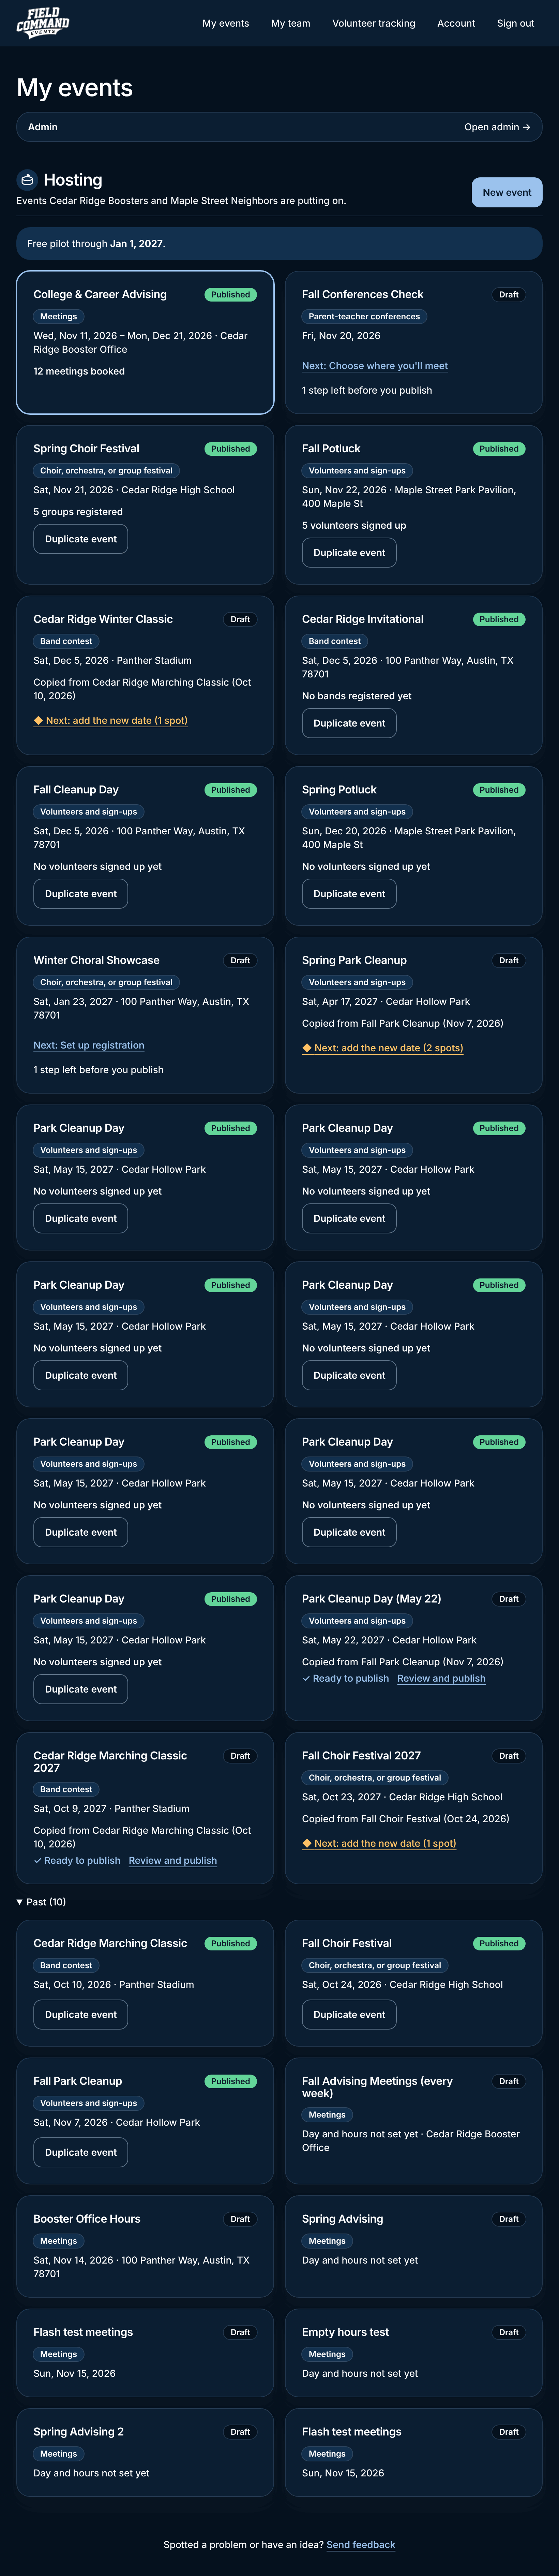 FIELD
COMMAND
EVENTS
My events
My team
Volunteer tracking
Account
Sign out
My events
Admin
Open admin →
Hosting
Events Cedar Ridge Boosters and Maple Street Neighbors are putting on.
New event
Free pilot through Jan 1, 2027.
College & Career Advising
Published
Meetings
Wed, Nov 11, 2026 – Mon, Dec 21, 2026 · Cedar
Ridge Booster Office
12 meetings booked
Fall Conferences Check
Draft
Parent-teacher conferences
Fri, Nov 20, 2026
Next: Choose where you'll meet
1 step left before you publish
Spring Choir Festival
Published
Choir, orchestra, or group festival
Sat, Nov 21, 2026 · Cedar Ridge High School
5 groups registered
Duplicate event
Fall Potluck
Published
Volunteers and sign-ups
Sun, Nov 22, 2026 · Maple Street Park Pavilion,
400 Maple St
5 volunteers signed up
Duplicate event
Cedar Ridge Winter Classic
Draft
Band contest
Sat, Dec 5, 2026 · Panther Stadium
Copied from Cedar Ridge Marching Classic (Oct
10, 2026)
◆ Next: add the new date (1 spot)
Cedar Ridge Invitational
Published
Band contest
Sat, Dec 5, 2026 · 100 Panther Way, Austin, TX
78701
No bands registered yet
Duplicate event
Fall Cleanup Day
Published
Volunteers and sign-ups
Sat, Dec 5, 2026 · 100 Panther Way, Austin, TX
78701
No volunteers signed up yet
Duplicate event
Spring Potluck
Published
Volunteers and sign-ups
Sun, Dec 20, 2026 · Maple Street Park Pavilion,
400 Maple St
No volunteers signed up yet
Duplicate event
Winter Choral Showcase
Draft
Choir, orchestra, or group festival
Sat, Jan 23, 2027 · 100 Panther Way, Austin, TX
78701
Next: Set up registration
1 step left before you publish
Spring Park Cleanup
Draft
Volunteers and sign-ups
Sat, Apr 17, 2027 · Cedar Hollow Park
Copied from Fall Park Cleanup (Nov 7, 2026)
◆ Next: add the new date (2 spots)
Park Cleanup Day
Published
Volunteers and sign-ups
Sat, May 15, 2027 · Cedar Hollow Park
No volunteers signed up yet
Duplicate event
Park Cleanup Day
Published
Volunteers and sign-ups
Sat, May 15, 2027 · Cedar Hollow Park
No volunteers signed up yet
Duplicate event
Park Cleanup Day
Published
Volunteers and sign-ups
Sat, May 15, 2027 · Cedar Hollow Park
No volunteers signed up yet
Duplicate event
Park Cleanup Day
Published
Volunteers and sign-ups
Sat, May 15, 2027 · Cedar Hollow Park
No volunteers signed up yet
Duplicate event
Park Cleanup Day
Published
Volunteers and sign-ups
Sat, May 15, 2027 · Cedar Hollow Park
No volunteers signed up yet
Duplicate event
Park Cleanup Day
Published
Volunteers and sign-ups
Sat, May 15, 2027 · Cedar Hollow Park
No volunteers signed up yet
Duplicate event
Park Cleanup Day
Published
Volunteers and sign-ups
Sat, May 15, 2027 · Cedar Hollow Park
No volunteers signed up yet
Duplicate event
Park Cleanup Day (May 22)
Draft
Volunteers and sign-ups
Sat, May 22, 2027 · Cedar Hollow Park
Copied from Fall Park Cleanup (Nov 7, 2026)
✓ Ready to publish Review and publish
Cedar Ridge Marching Classic
2027
Draft
Band contest
Sat, Oct 9, 2027 · Panther Stadium
Copied from Cedar Ridge Marching Classic (Oct
10, 2026)
✓ Ready to publish Review and publish
Fall Choir Festival 2027
Draft
Choir, orchestra, or group festival
Sat, Oct 23, 2027 · Cedar Ridge High School
Copied from Fall Choir Festival (Oct 24, 2026)
◆ Next: add the new date (1 spot)
▼ Past (10)
Cedar Ridge Marching Classic
Published
Band contest
Sat, Oct 10, 2026 · Panther Stadium
Duplicate event
Fall Choir Festival
Published
Choir, orchestra, or group festival
Sat, Oct 24, 2026 · Cedar Ridge High School
Duplicate event
Fall Park Cleanup
Published
Volunteers and sign-ups
Sat, Nov 7, 2026 · Cedar Hollow Park
Duplicate event
Fall Advising Meetings (every
week)
Draft
Meetings
Day and hours not set yet · Cedar Ridge Booster
Office
Booster Office Hours
Draft
Meetings
Sat, Nov 14, 2026 · 100 Panther Way, Austin, TX
78701
Spring Advising
Draft
Meetings
Day and hours not set yet
Flash test meetings
Draft
Meetings
Sun, Nov 15, 2026
Empty hours test
Draft
Meetings
Day and hours not set yet
Spring Advising 2
Draft
Meetings
Day and hours not set yet
Flash test meetings
Draft
Meetings
Sun, Nov 15, 2026
Spotted a problem or have an idea? Send feedback